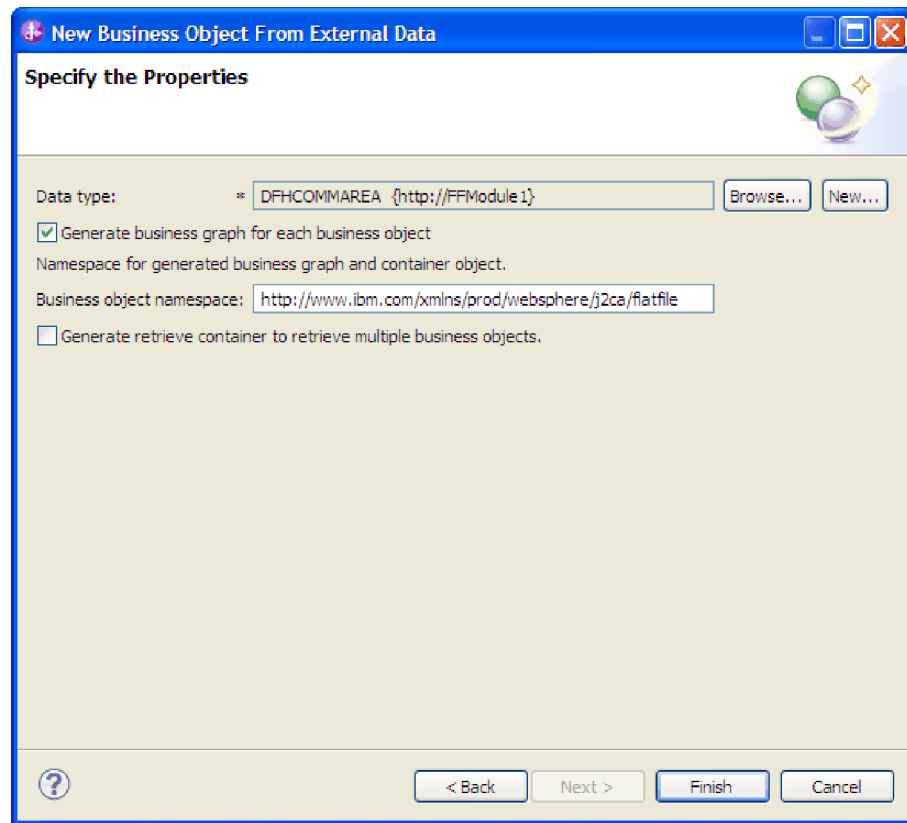 New Business Object From External Data
Specify the Properties
Data type: * DFHCOMMAREA {http://FFModule1} Browse... New...
Generate business graph for each business object
Namespace for generated business graph and container object.
Business object namespace: http://www.ibm.com/xmlns/prod/websphere/j2ca/flatfile
Generate retrieve container to retrieve multiple business objects.
? < Back Next > Finish Cancel